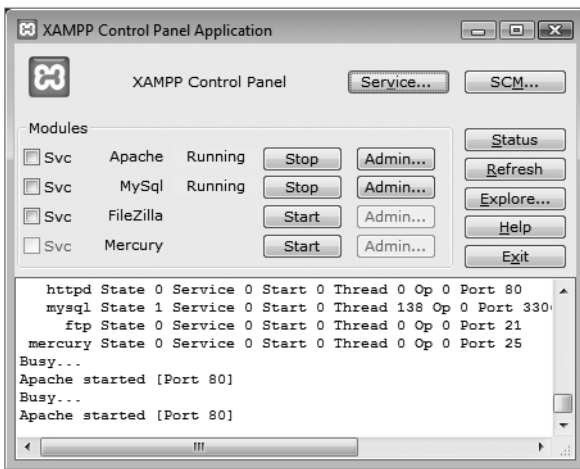 XAMPP Control Panel Application
XAMPP Control Panel Service... SCM...
Modules
Svc Apache Running Stop Admin...
Svc MySql Running Stop Admin...
Svc FileZilla Start Admin...
Svc Mercury Start Admin...
Status
Refresh
Explore...
Help
Exit
httpd State 0 Service 0 Start 0 Thread 0 Op 0 Port 80
mysql State 1 Service 0 Start 0 Thread 138 Op 0 Port 330
ftp State 0 Service 0 Start 0 Thread 0 Op 0 Port 21
mercury State 0 Service 0 Start 0 Thread 0 Op 0 Port 25
Busy...
Apache started [Port 80]
Busy...
Apache started [Port 80]